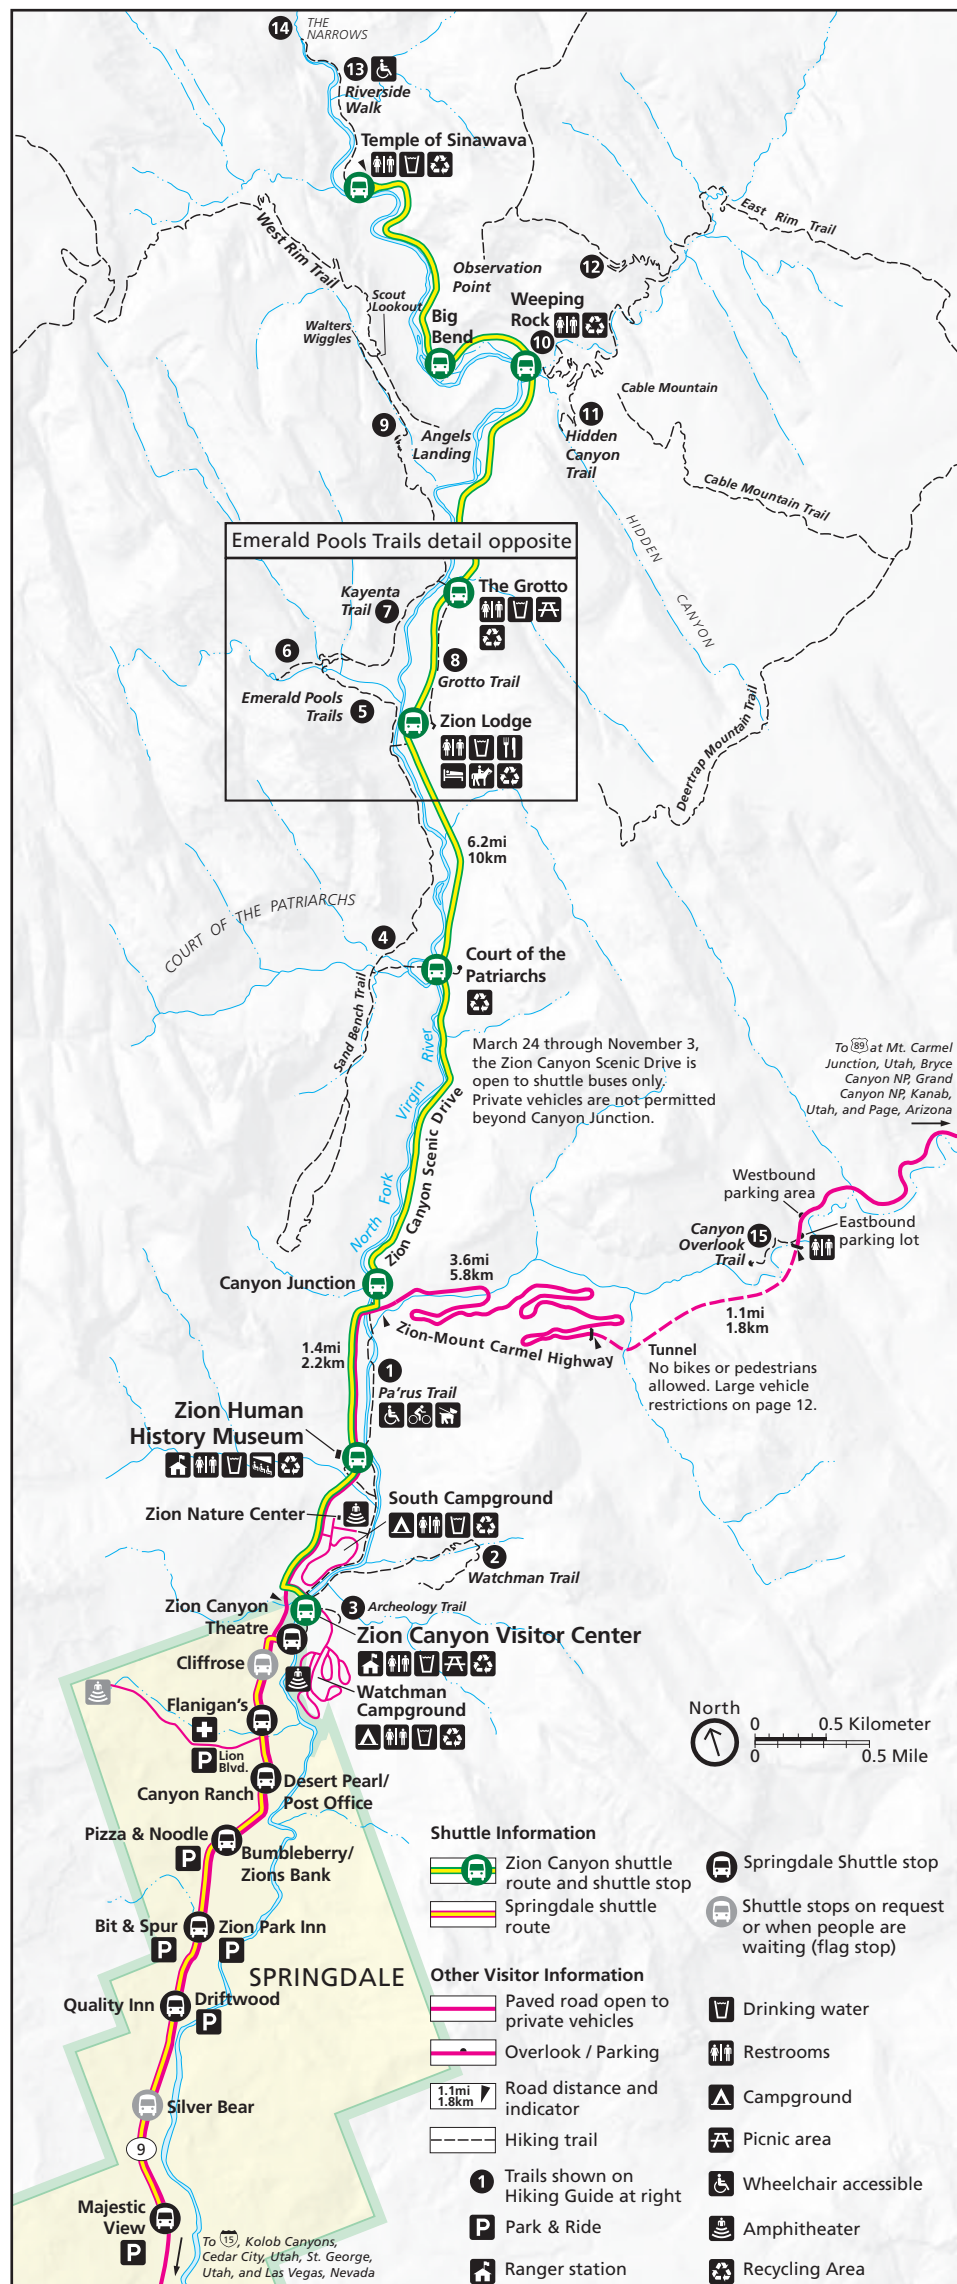 14
THE
NARROWS
13
Riverside
Walk
Temple of Sinawava
East Rim Trail
West Rim Trail
Observation
Point
12
Scout
Lookout
Walters
Wiggles
Big
Bend
Weeping
Rock
10
Cable Mountain
9
11
Angels
Landing
Hidden
Canyon
Trail
Cable Mountain Trail
HIDDEN CANYON
Emerald Pools Trails detail opposite
Kayenta
Trail
7
The Grotto
6
8
Grotto Trail
Emerald Pools
Trails
5
Zion Lodge
Deertrap Mountain Trail
6.2mi
10km
COURT OF THE PATRIARCHS
4
Court of the
Patriarchs
Sand Bench Trail
March 24 through November 3,
the Zion Canyon Scenic Drive is
open to shuttle buses only.
Private vehicles are not permitted
beyond Canyon Junction.
To 89 at Mt. Carmel
Junction, Utah, Bryce
Canyon NP, Grand
Canyon NP, Kanab,
Utah, and Page, Arizona
North Fork Virgin River
Zion Canyon Scenic Drive
Westbound
parking area
Canyon
Overlook
Trail
15
Eastbound
parking lot
Canyon Junction
3.6mi
5.8km
1.1mi
1.8km
Zion-Mount Carmel Highway
1.4mi
2.2km
Tunnel
No bikes or pedestrians
allowed. Large vehicle
restrictions on page 12.
1
Pa'rus Trail
Zion Human
History Museum
South Campground
Zion Nature Center
2
Watchman Trail
Zion Canyon
Theatre
3
Archeology Trail
Zion Canyon Visitor Center
Cliffrose
Watchman
Campground
Flanigan's
P
Lion
Blvd.
Canyon Ranch
Desert Pearl/
Post Office
North
0 0.5 Kilometer
0 0.5 Mile
Pizza & Noodle
P
Bumbleberry/
Zions Bank
Bit & Spur
P
Zion Park Inn
P
SPRINGDALE
Quality Inn
Driftwood
P
Silver Bear
9
Majestic
View
P
To 15, Kolob Canyons,
Cedar City, Utah, St. George,
Utah, and Las Vegas, Nevada
Shuttle Information
Zion Canyon shuttle
route and shuttle stop
Springdale shuttle
route
Springdale Shuttle stop
Shuttle stops on request
or when people are
waiting (flag stop)
Other Visitor Information
Paved road open to
private vehicles
Overlook / Parking
1.1mi
1.8km
Road distance and
indicator
Hiking trail
1
Trails shown on
Hiking Guide at right
P
Park & Ride
Ranger station
Drinking water
Restrooms
Campground
Picnic area
Wheelchair accessible
Amphitheater
Recycling Area